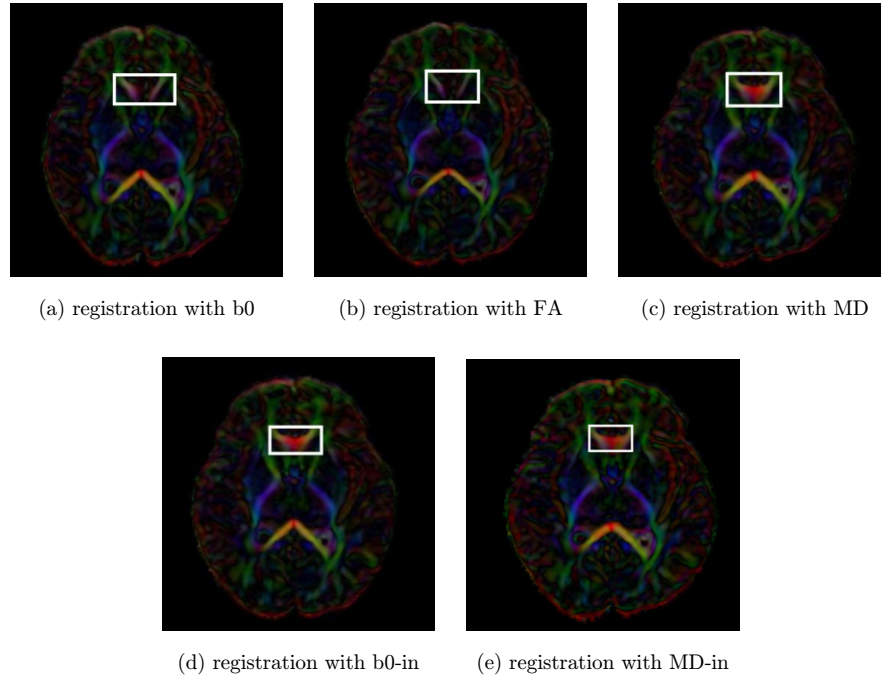 (a) registration with b0
(b) registration with FA
(c) registration with MD
(d) registration with b0-in
(e) registration with MD-in